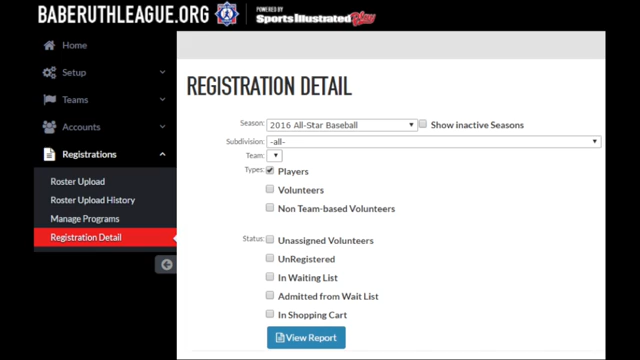 BABERUTHLEAGUE.ORG POWERED BY Sports Illustrated Play
Home
Setup
Teams
Accounts
Registrations
Roster Upload
Roster Upload History
Manage Programs
Registration Detail
REGISTRATION DETAIL
Season: 2016 All-Star Baseball Show inactive Seasons
Subdivision: -all-
Team:
Types: Players
Volunteers
Non Team-based Volunteers
Status: Unassigned Volunteers
UnRegistered
In Waiting List
Admitted from Wait List
In Shopping Cart
View Report